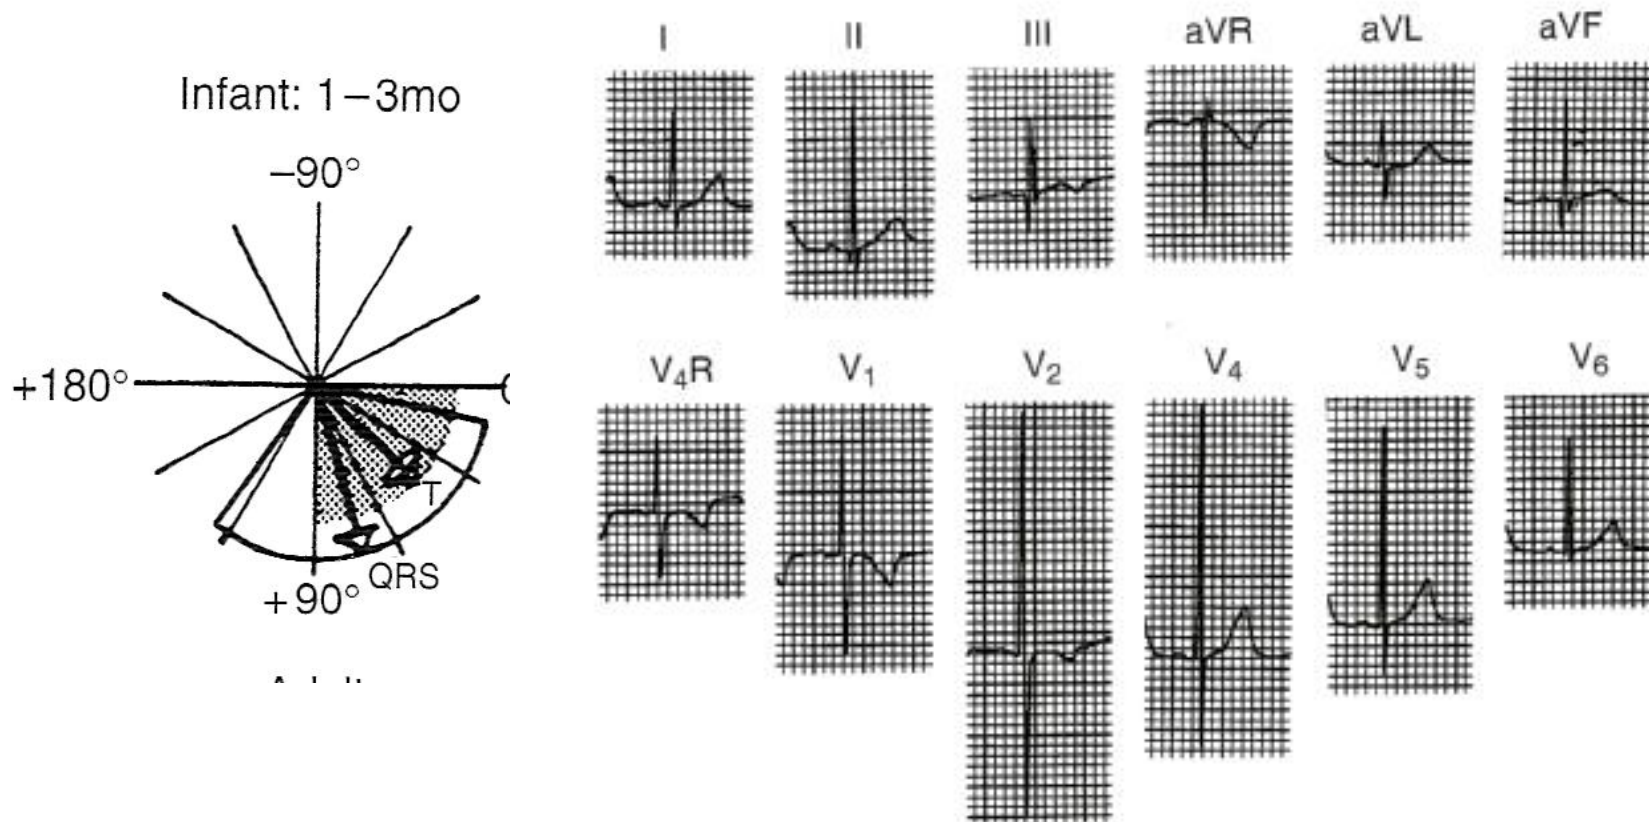 Infant: 1–3mo
–90°
+180°
T
QRS
+90°
I II III aVR aVL aVF
V4R V1 V2 V4 V5 V6